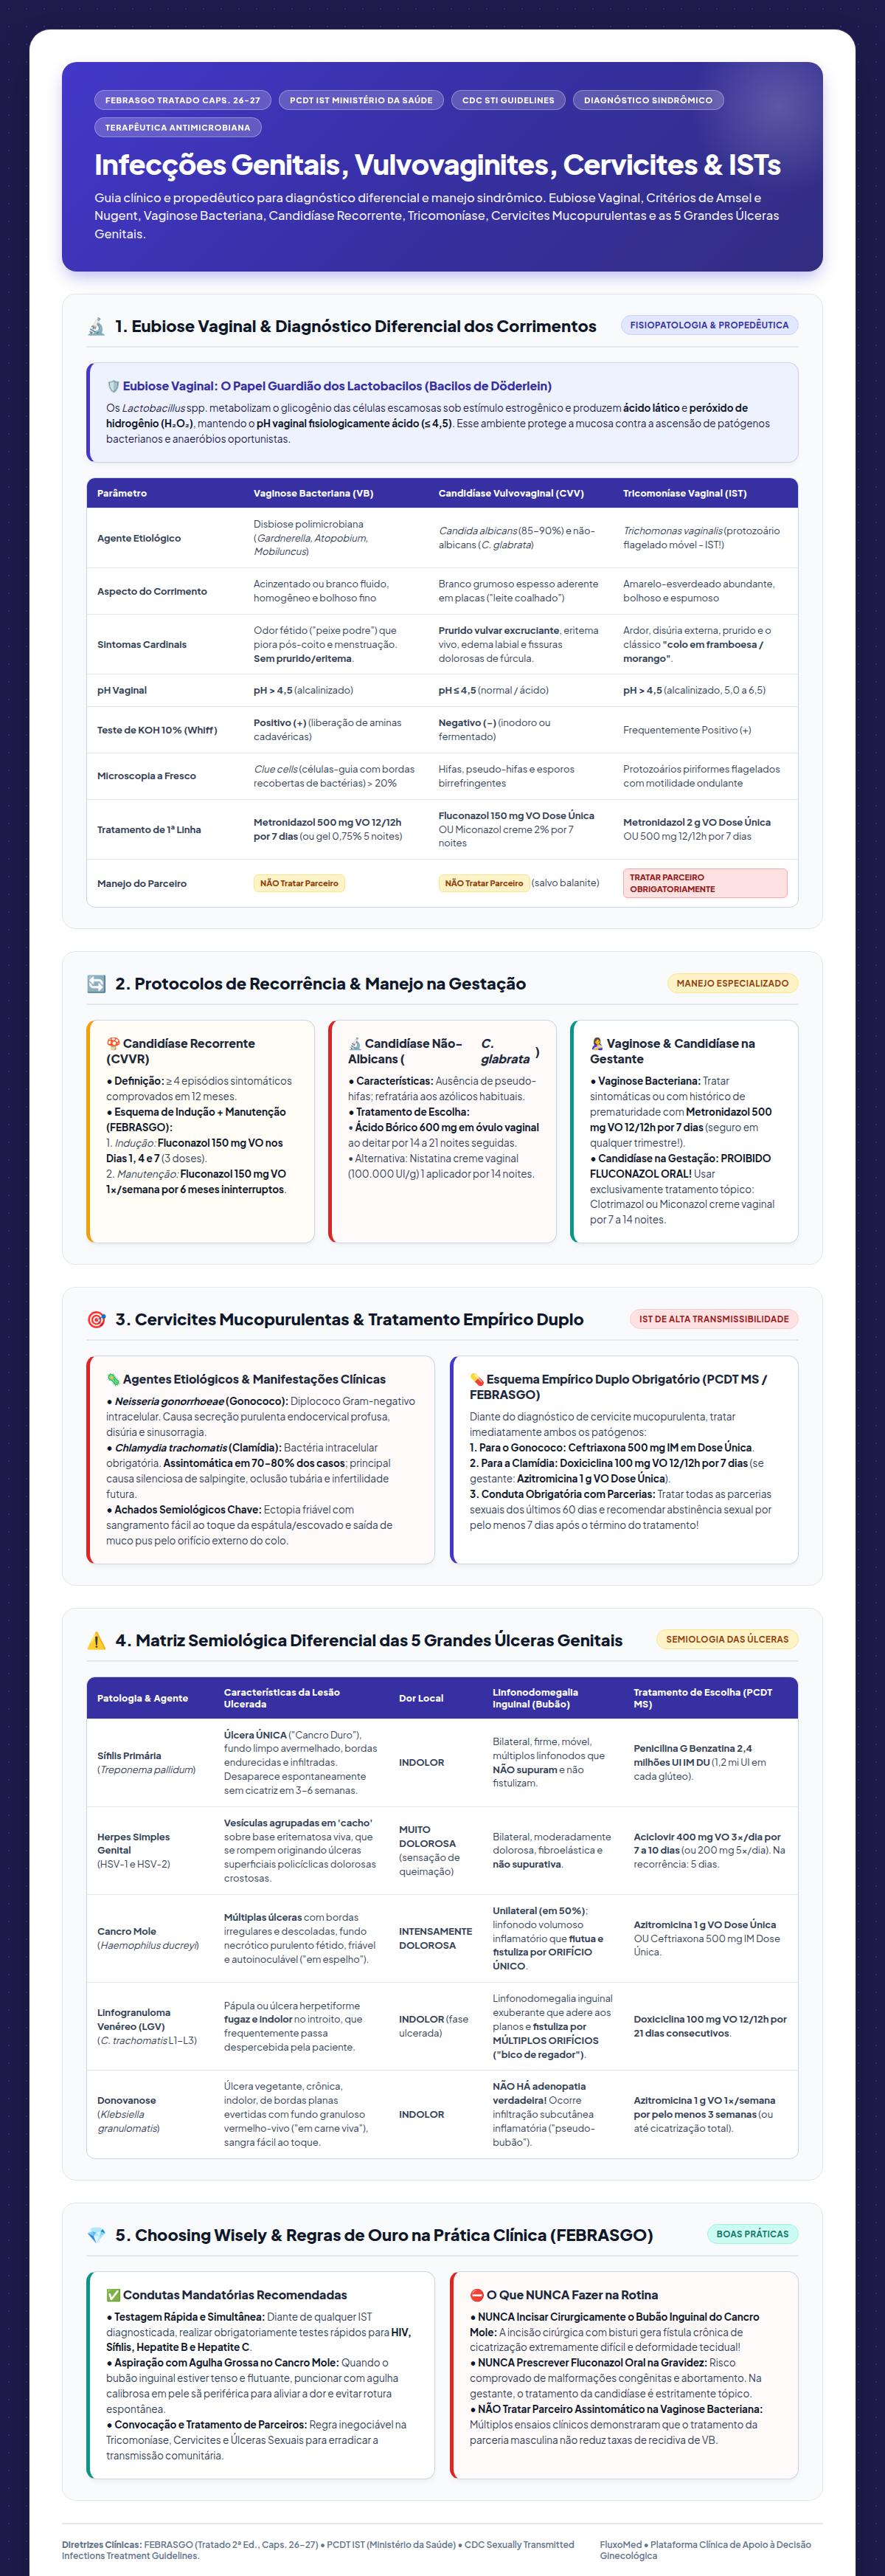 FEBRASGO TRATADO CAPS. 26-27
PCDT IST MINISTÉRIO DA SAÚDE
CDC STI GUIDELINES
DIAGNÓSTICO SINDRÔMICO
TERAPÊUTICA ANTIMICROBIANA
Infecções Genitais, Vulvovaginites, Cervicites & ISTs
Guia clínico e propedêutico para diagnóstico diferencial e manejo sindrômico. Eubiose Vaginal, Critérios de Amsel e
Nugent, Vaginose Bacteriana, Candidíase Recorrente, Tricomoníase, Cervicites Mucopurulentas e as 5 Grandes Úlceras
Genitais.
🔬 1. Eubiose Vaginal & Diagnóstico Diferencial dos Corrimentos
FISIOPATOLOGIA & PROPEDÊUTICA
🛡️ Eubiose Vaginal: O Papel Guardião dos Lactobacilos (Bacilos de Döderlein)
Os Lactobacillus spp. metabolizam o glicogênio das células escamosas sob estímulo estrogênico e produzem ácido lático e peróxido de
hidrogênio (H₂O₂), mantendo o pH vaginal fisiologicamente ácido (≤ 4,5). Esse ambiente protege a mucosa contra a ascensão de patógenos
bacterianos e anaeróbios oportunistas.
Parâmetro
Vaginose Bacteriana (VB)
Candidíase Vulvovaginal (CVV)
Tricomoníase Vaginal (IST)
Agente Etiológico
Disbiose polimicrobiana
(Gardnerella, Atopobium,
Mobiluncus)
Candida albicans (85–90%) e não-
albicans (C. glabrata)
Trichomonas vaginalis (protozoário
flagelado móvel - IST!)
Aspecto do Corrimento
Acinzentado ou branco fluido,
homogêneo e bolhoso fino
Branco grumoso espesso aderente
em placas ("leite coalhado")
Amarelo-esverdeado abundante,
bolhoso e espumoso
Sintomas Cardinais
Odor fétido ("peixe podre") que
piora pós-coito e menstruação.
Sem prurido/eritema.
Prurido vulvar excruciante, eritema
vivo, edema labial e fissuras
dolorosas de fúrcula.
Ardor, disúria externa, prurido e o
clássico "colo em framboesa /
morango".
pH Vaginal
pH > 4,5 (alcalinizado)
pH ≤ 4,5 (normal / ácido)
pH > 4,5 (alcalinizado, 5,0 a 6,5)
Teste de KOH 10% (Whiff)
Positivo (+) (liberação de aminas
cadavéricas)
Negativo (-) (inodoro ou
fermentado)
Frequentemente Positivo (+)
Microscopia a Fresco
Clue cells (células-guia com bordas
recobertas de bactérias) > 20%
Hifas, pseudo-hifas e esporos
birrefringentes
Protozoários piriformes flagelados
com motilidade ondulante
Tratamento de 1ª Linha
Metronidazol 500 mg VO 12/12h
por 7 dias (ou gel 0,75% 5 noites)
Fluconazol 150 mg VO Dose Única
OU Miconazol creme 2% por 7
noites
Metronidazol 2 g VO Dose Única
OU 500 mg 12/12h por 7 dias
Manejo do Parceiro
NÃO Tratar Parceiro
NÃO Tratar Parceiro (salvo balanite)
TRATAR PARCEIRO
OBRIGATORIAMENTE
🔄 2. Protocolos de Recorrência & Manejo na Gestação
MANEJO ESPECIALIZADO
🍄 Candidíase Recorrente
(CVVR)
● Definição: ≥ 4 episódios sintomáticos
comprovados em 12 meses.
● Esquema de Indução + Manutenção
(FEBRASGO):
1. Indução: Fluconazol 150 mg VO nos
Dias 1, 4 e 7 (3 doses).
2. Manutenção: Fluconazol 150 mg VO
1x/semana por 6 meses ininterruptos.
🔬 Candidíase Não-
Albicans (C. glabrata)
● Características: Ausência de pseudo-
hifas; refratária aos azólicos habituais.
● Tratamento de Escolha:
• Ácido Bórico 600 mg em óvulo vaginal
ao deitar por 14 a 21 noites seguidas.
• Alternativa: Nistatina creme vaginal
(100.000 UI/g) 1 aplicador por 14 noites.
🤱 Vaginose & Candidíase na
Gestante
● Vaginose Bacteriana: Tratar
sintomáticas ou com histórico de
prematuridade com Metronidazol 500
mg VO 12/12h por 7 dias (seguro em
qualquer trimestre!).
● Candidíase na Gestação: PROIBIDO
FLUCONAZOL ORAL! Usar
exclusivamente tratamento tópico:
Clotrimazol ou Miconazol creme vaginal
por 7 a 14 noites.
🎯 3. Cervicites Mucopurulentas & Tratamento Empírico Duplo
IST DE ALTA TRANSMISSIBILIDADE
🦠 Agentes Etiológicos & Manifestações Clínicas
● Neisseria gonorrhoeae (Gonococo): Diplococo Gram-negativo
intracelular. Causa secreção purulenta endocervical profusa,
disúria e sinusorragia.
● Chlamydia trachomatis (Clamídia): Bactéria intracelular
obrigatória. Assintomática em 70-80% dos casos; principal
causa silenciosa de salpingite, oclusão tubária e infertilidade
futura.
● Achados Semiológicos Chave: Ectopia friável com
sangramento fácil ao toque da espátula/escovado e saída de
muco pus pelo orifício externo do colo.
💊 Esquema Empírico Duplo Obrigatório (PCDT MS /
FEBRASGO)
Diante do diagnóstico de cervicite mucopurulenta, tratar
imediatamente ambos os patógenos:
1. Para o Gonococo: Ceftriaxona 500 mg IM em Dose Única.
2. Para a Clamídia: Doxiciclina 100 mg VO 12/12h por 7 dias (se
gestante: Azitromicina 1 g VO Dose Única).
3. Conduta Obrigatória com Parcerias: Tratar todas as parcerias
sexuais dos últimos 60 dias e recomendar abstinência sexual por
pelo menos 7 dias após o término do tratamento!
⚠️ 4. Matriz Semiológica Diferencial das 5 Grandes Úlceras Genitais
SEMIOLOGIA DAS ÚLCERAS
Patologia & Agente
Características da Lesão
Ulcerada
Dor Local
Linfonodomegalia
Inguinal (Bubão)
Tratamento de Escolha (PCDT
MS)
Sífilis Primária
(Treponema pallidum)
Úlcera ÚNICA ("Cancro Duro"),
fundo limpo avermelhado, bordas
endurecidas e infiltradas.
Desaparece espontaneamente
sem cicatriz em 3-6 semanas.
INDOLOR
Bilateral, firme, móvel,
múltiplos linfonodos que
NÃO supuram e não
fistulizam.
Penicilina G Benzatina 2,4
milhões UI IM DU (1,2 mi UI em
cada glúteo).
Herpes Simples
Genital
(HSV-1 e HSV-2)
Vesículas agrupadas em 'cacho'
sobre base eritematosa viva, que
se rompem originando úlceras
superficiais policíclicas dolorosas
crostosas.
MUITO
DOLOROSA
(sensação de
queimação)
Bilateral, moderadamente
dolorosa, fibroelástica e
não supurativa.
Aciclovir 400 mg VO 3x/dia por
7 a 10 dias (ou 200 mg 5x/dia). Na
recorrência: 5 dias.
Cancro Mole
(Haemophilus ducreyi)
Múltiplas úlceras com bordas
irregulares e descoladas, fundo
necrótico purulento fétido, friável
e autoinoculável ("em espelho").
INTENSAMENTE
DOLOROSA
Unilateral (em 50%);
linfonodo volumoso
inflamatório que flutua e
fistuliza por ORIFÍCIO
ÚNICO.
Azitromicina 1 g VO Dose Única
OU Ceftriaxona 500 mg IM Dose
Única.
Linfogranuloma
Venéreo (LGV)
(C. trachomatis L1-L3)
Pápula ou úlcera herpetiforme
fugaz e indolor no introito, que
frequentemente passa
despercebida pela paciente.
INDOLOR (fase
ulcerada)
Linfonodomegalia inguinal
exuberante que adere aos
planos e fistuliza por
MÚLTIPLOS ORIFÍCIOS
("bico de regador").
Doxiciclina 100 mg VO 12/12h por
21 dias consecutivos.
Donovanose
(Klebsiella
granulomatis)
Úlcera vegetante, crônica,
indolor, de bordas planas
evertidas com fundo granuloso
vermelho-vivo ("em carne viva"),
sangra fácil ao toque.
INDOLOR
NÃO HÁ adenopatia
verdadeira! Ocorre
infiltração subcutânea
inflamatória ("pseudo-
bubão").
Azitromicina 1 g VO 1x/semana
por pelo menos 3 semanas (ou
até cicatrização total).
💎 5. Choosing Wisely & Regras de Ouro na Prática Clínica (FEBRASGO)
BOAS PRÁTICAS
✅ Condutas Mandatórias Recomendadas
● Testagem Rápida e Simultânea: Diante de qualquer IST
diagnosticada, realizar obrigatoriamente testes rápidos para HIV,
Sífilis, Hepatite B e Hepatite C.
● Aspiração com Agulha Grossa no Cancro Mole: Quando o
bubão inguinal estiver tenso e flutuante, puncionar com agulha
calibrosa em pele sã periférica para aliviar a dor e evitar rotura
espontânea.
● Convocação e Tratamento de Parceiros: Regra inegociável na
Tricomoníase, Cervicites e Úlceras Sexuais para erradicar a
transmissão comunitária.
⛔ O Que NUNCA Fazer na Rotina
● NUNCA Incisar Cirurgicamente o Bubão Inguinal do Cancro
Mole: A incisão cirúrgica com bisturi gera fístula crônica de
cicatrização extremamente difícil e deformidade tecidual!
● NUNCA Prescrever Fluconazol Oral na Gravidez: Risco
comprovado de malformações congênitas e abortamento. Na
gestante, o tratamento da candidíase é estritamente tópico.
● NÃO Tratar Parceiro Assintomático na Vaginose Bacteriana:
Múltiplos ensaios clínicos demonstraram que o tratamento da
parceria masculina não reduz taxas de recidiva de VB.
Diretrizes Clínicas: FEBRASGO (Tratado 2ª Ed., Caps. 26-27) • PCDT IST (Ministério da Saúde) • CDC Sexually Transmitted
Infections Treatment Guidelines.
FluxoMed • Plataforma Clínica de Apoio à Decisão
Ginecológica